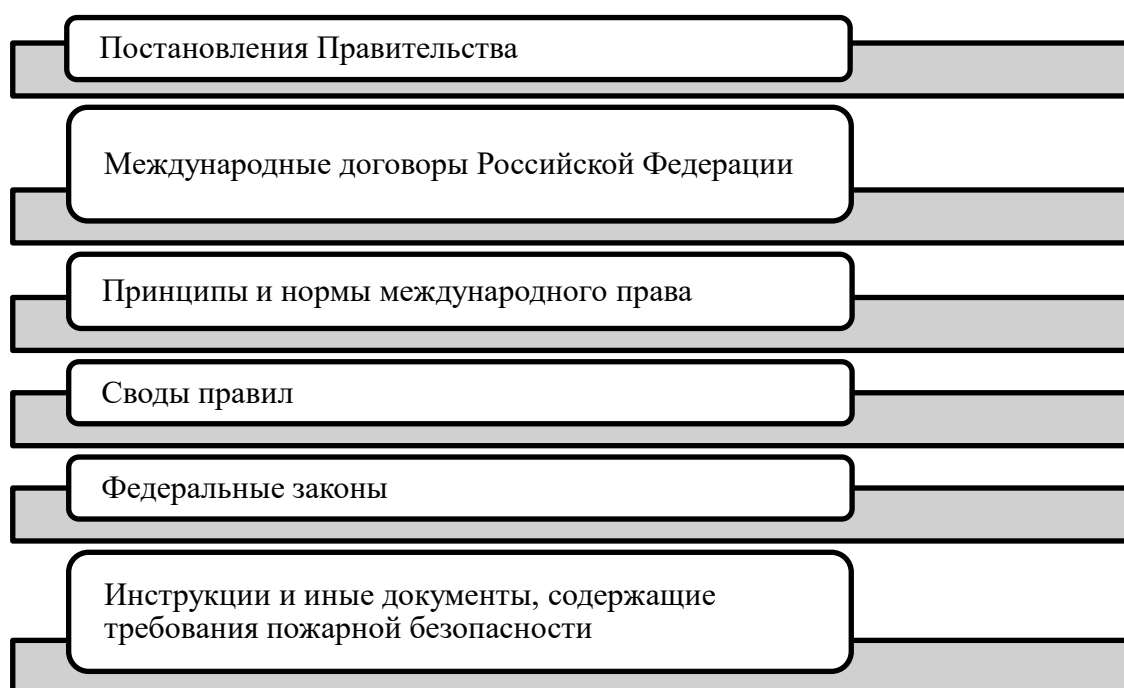 Постановления Правительства
Международные договоры Российской Федерации
Принципы и нормы международного права
Своды правил
Федеральные законы
Инструкции и иные документы, содержащие
требования пожарной безопасности